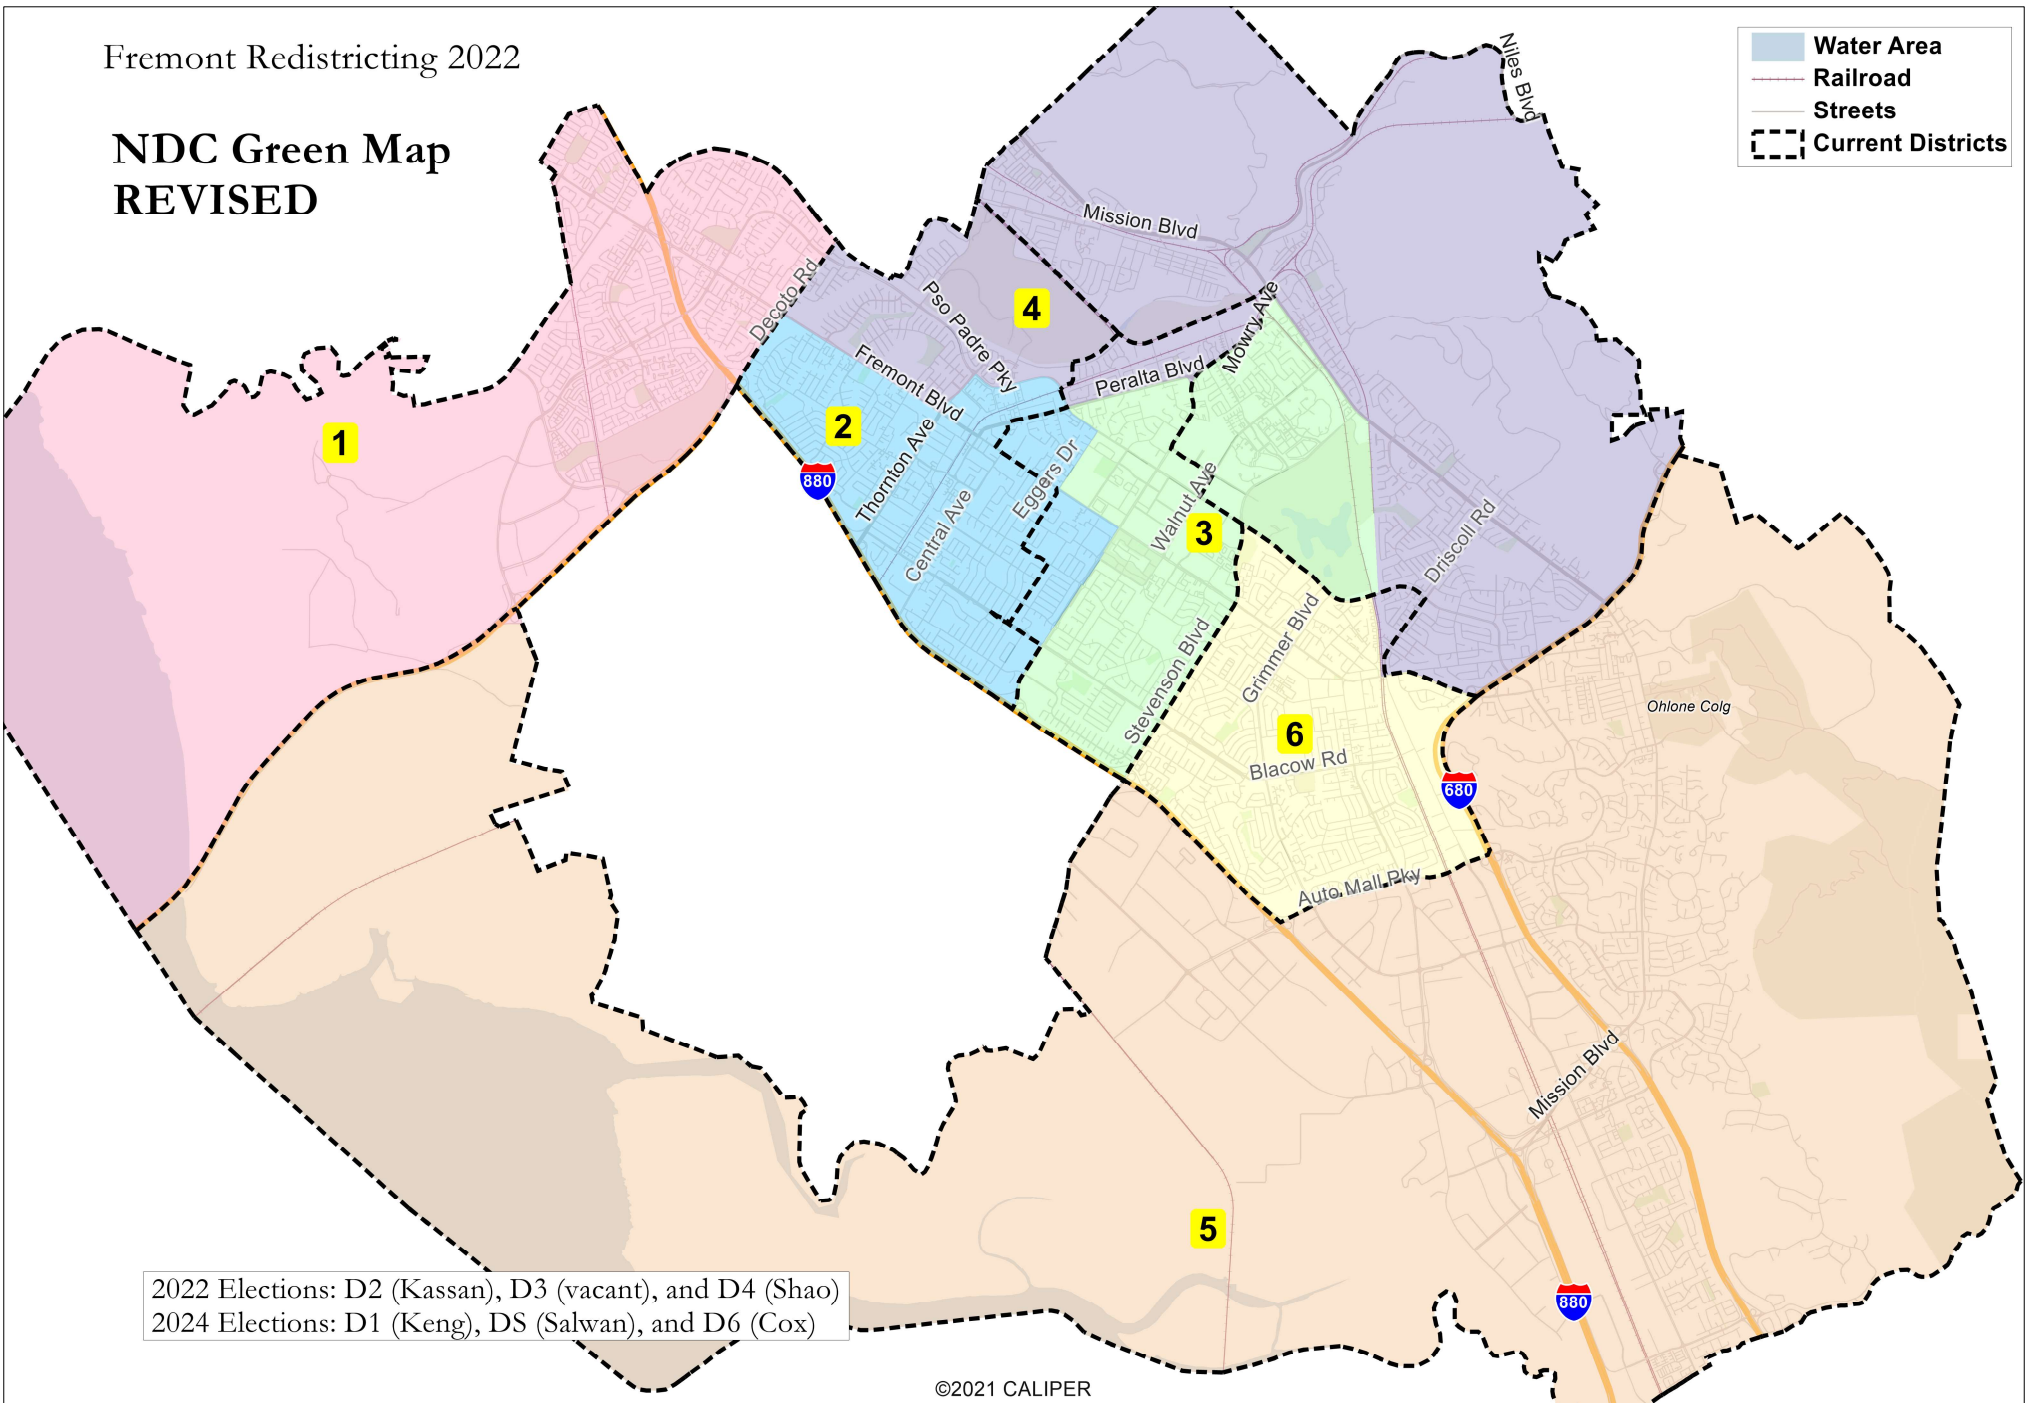 Fremont Redistricting 2022
NDC Green Map
REVISED
Water Area
Railroad
Streets
Current Districts
Niles Blvd
Mission Blvd
Decoto Rd
Pso Padre Pky
4
Mowry Ave
Fremont Blvd
Peralta Blvd
1
2
880
Thornton Ave
Central Ave
Eggers Dr
Walnut Ave
3
Driscoll Rd
Grimmer Blvd
Stevenson Blvd
Ohlone Colg
6
Blacow Rd
680
Auto Mall Pky
Mission Blvd
5
880
2022 Elections: D2 (Kassan), D3 (vacant), and D4 (Shao)
2024 Elections: D1 (Keng), DS (Salwan), and D6 (Cox)
©2021 CALIPER